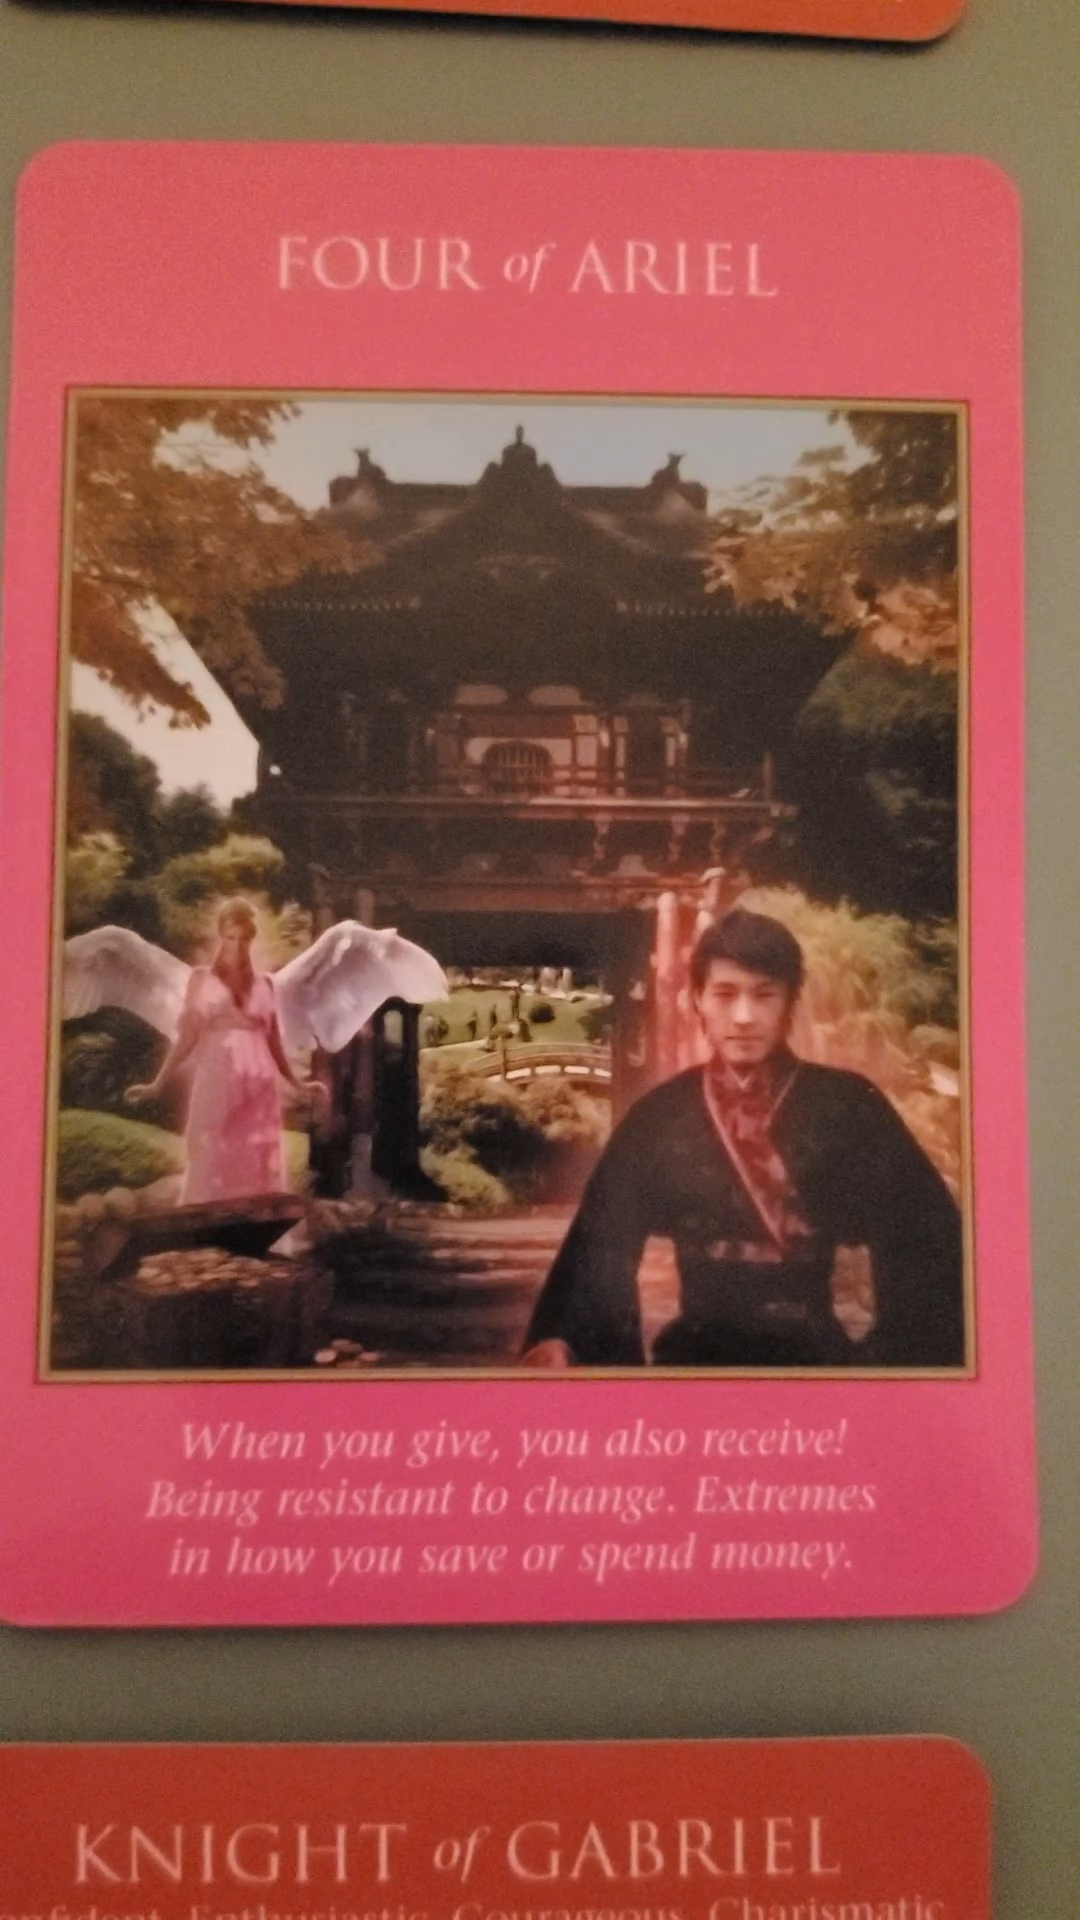 FOUR of ARIEL
When you give, you also receive!
Being resistant to change. Extremes
in how you save or spend money.
KNIGHT of GABRIEL
Enthusiastic Courageous Charismatic